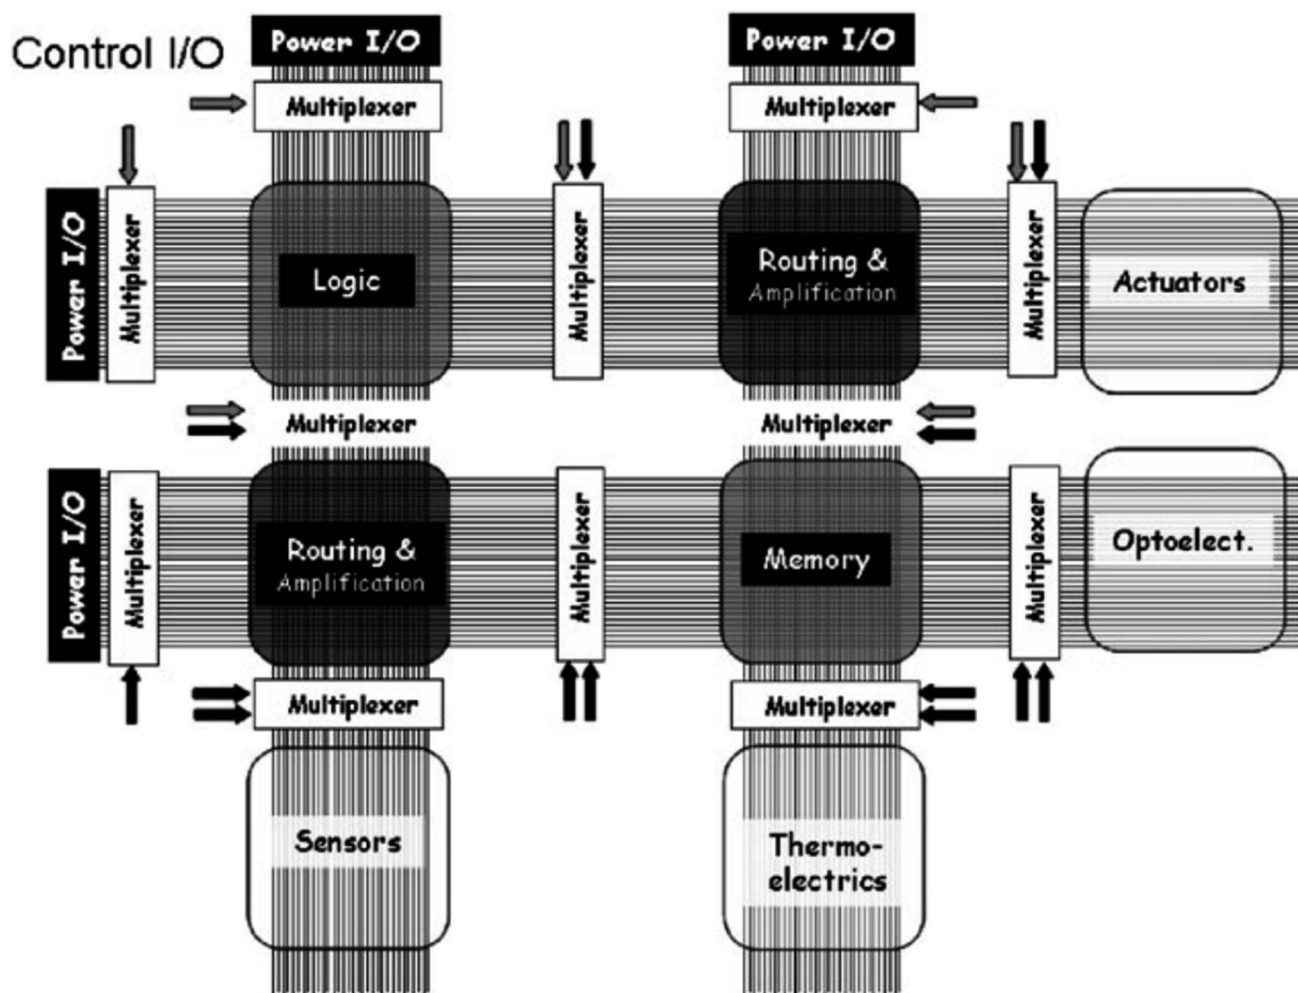 Control I/O
Power I/O
Power I/O
Multiplexer
Multiplexer
Power I/O
Multiplexer
Logic
Multiplexer
Routing &
Amplification
Multiplexer
Actuators
Multiplexer
Multiplexer
Power I/O
Multiplexer
Routing &
Amplification
Multiplexer
Memory
Multiplexer
Optoelect.
Multiplexer
Multiplexer
Sensors
Thermo-
electrics